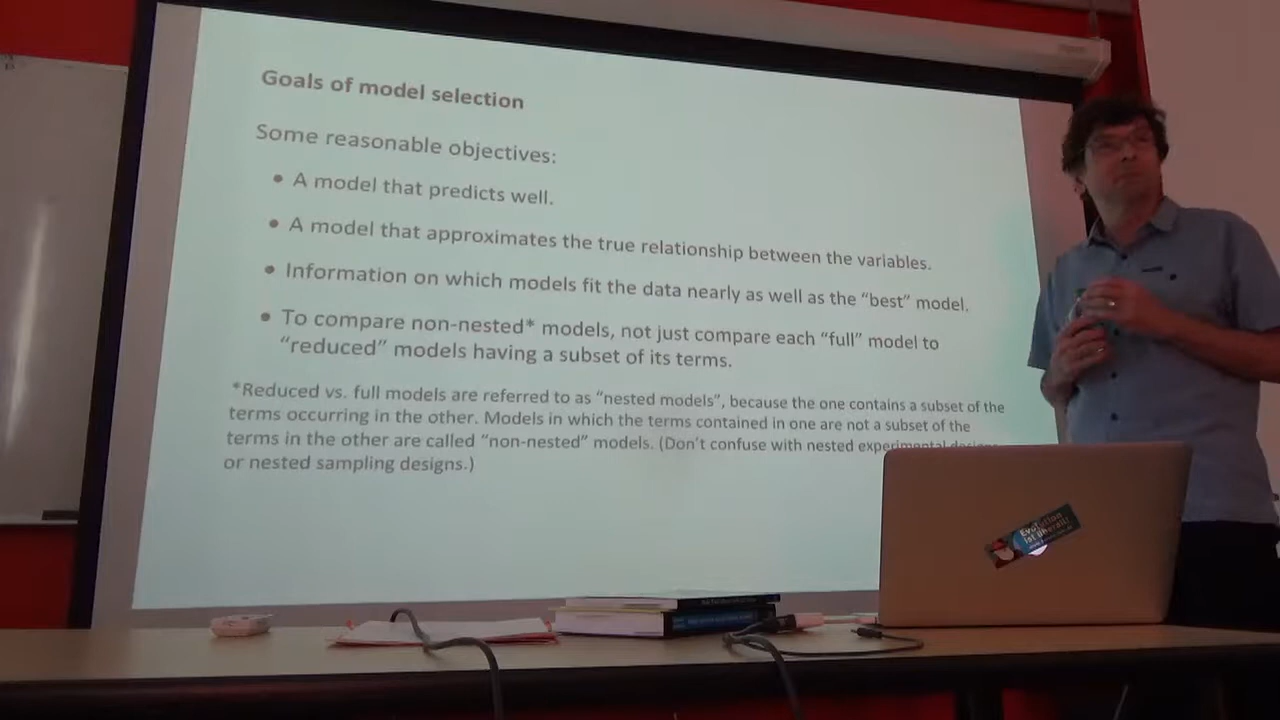 Goals of model selection
Some reasonable objectives:
• A model that predicts well.
• A model that approximates the true relationship between the variables.
• Information on which models fit the data nearly as well as the “best” model.
• To compare non-nested* models, not just compare each “full” model to
“reduced” models having a subset of its terms.
*Reduced vs. full models are referred to as “nested models”, because the one contains a subset of the
terms occurring in the other. Models in which the terms contained in one are not a subset of the
terms in the other are called “non-nested” models. (Don’t confuse with nested experimental designs
or nested sampling designs.)
Evolution
ist überall!